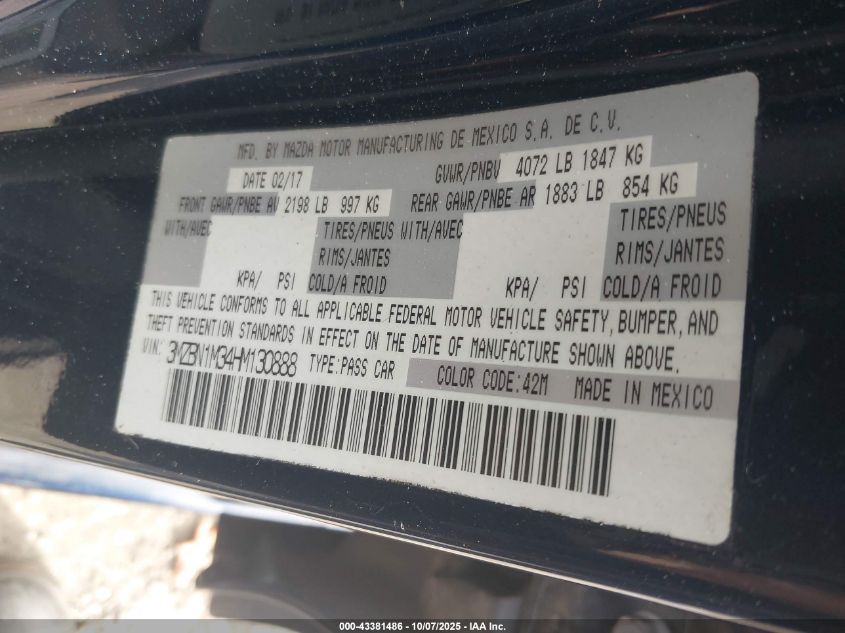 MFD. BY MAZDA MOTOR MANUFACTURING DE MEXICO S.A. DE C.V.
DATE 02/17 GVWR/PNBV 4072 LB 1847 KG
FRONT GAWR/PNBE AV 2198 LB 997 KG REAR GAWR/PNBE AR 1883 LB 854 KG
WITH/AVEC TIRES/PNEUS WITH/AVEC TIRES/PNEUS
RIMS/JANTES RIMS/JANTES
KPA/ PSI COLD/A FROID KPA/ PSI COLD/A FROID
THIS VEHICLE CONFORMS TO ALL APPLICABLE FEDERAL MOTOR VEHICLE SAFETY, BUMPER, AND
THEFT PREVENTION STANDARDS IN EFFECT ON THE DATE OF MANUFACTURE SHOWN ABOVE.
VIN: 3MZBN1M34HM130888 TYPE:PASS CAR COLOR CODE:42M MADE IN MEXICO
000-43381486 - 10/07/2025 - IAA Inc.